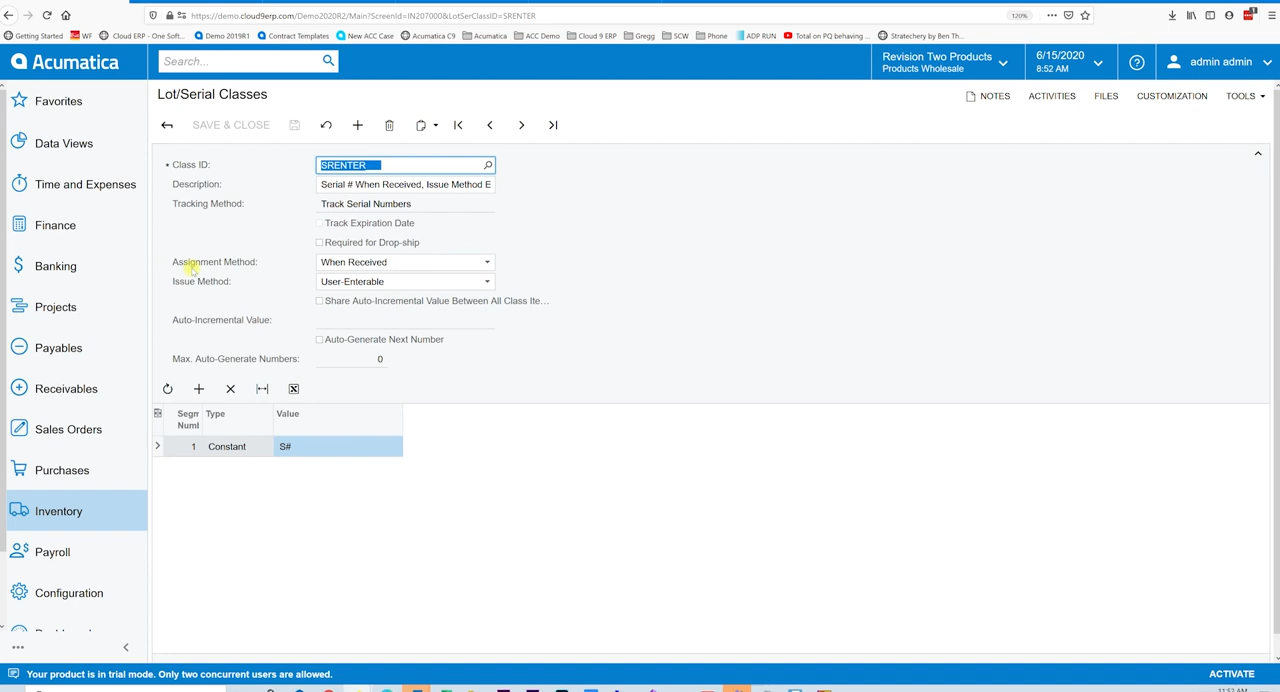 https://demo.cloud9erp.com/Demo2020R2/Main?ScreenId=IN207000&LotSerClassID=SRENTER
120%
Getting Started
WF
Cloud ERP - One Soft...
Demo 2019R1
Contract Templates
New ACC Case
Acumatica C9
Acumatica
ACC Demo
Cloud 9 ERP
Gregg
SCW
Phone
ADP RUN
Total on PQ behaving ...
Stratechery by Ben Th...
Acumatica
Search...
Revision Two Products
Products Wholesale
6/15/2020
8:52 AM
admin admin
Favorites
Data Views
Time and Expenses
Finance
Banking
Projects
Payables
Receivables
Sales Orders
Purchases
Inventory
Payroll
Configuration
Lot/Serial Classes
NOTES
ACTIVITIES
FILES
CUSTOMIZATION
TOOLS
SAVE & CLOSE
• Class ID: SRENTER
Description: Serial # When Received, Issue Method E
Tracking Method: Track Serial Numbers
Track Expiration Date
Required for Drop-ship
Assignment Method: When Received
Issue Method: User-Enterable
Share Auto-Incremental Value Between All Class Ite...
Auto-Incremental Value:
Auto-Generate Next Number
Max. Auto-Generate Numbers: 0
Segm Type Value
Numl
1 Constant S#
Your product is in trial mode. Only two concurrent users are allowed.
ACTIVATE
11:52 AM